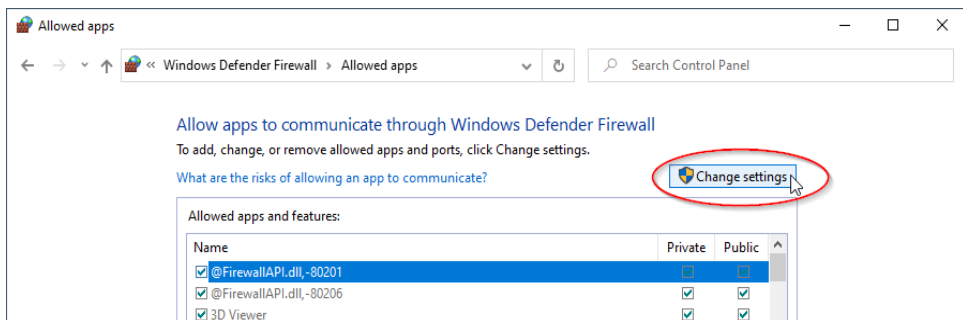 Allowed apps
« Windows Defender Firewall › Allowed apps
Search Control Panel
Allow apps to communicate through Windows Defender Firewall
To add, change, or remove allowed apps and ports, click Change settings.
What are the risks of allowing an app to communicate?
Change settings
Allowed apps and features:
Name Private Public
@FirewallAPI.dll,-80201
@FirewallAPI.dll,-80206
3D Viewer